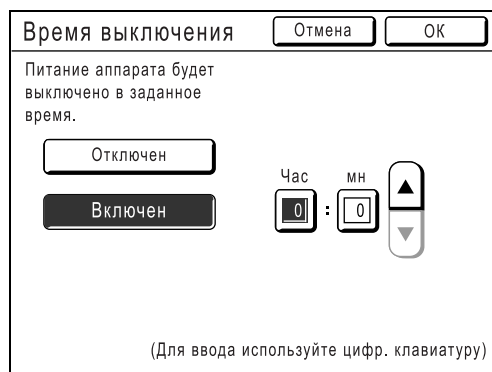 Время выключения Отмена ОК
Питание аппарата будет
выключено в заданное
время.
Отключен
Час мн
Включен 0 : 0
(Для ввода используйте цифр. клавиатуру)